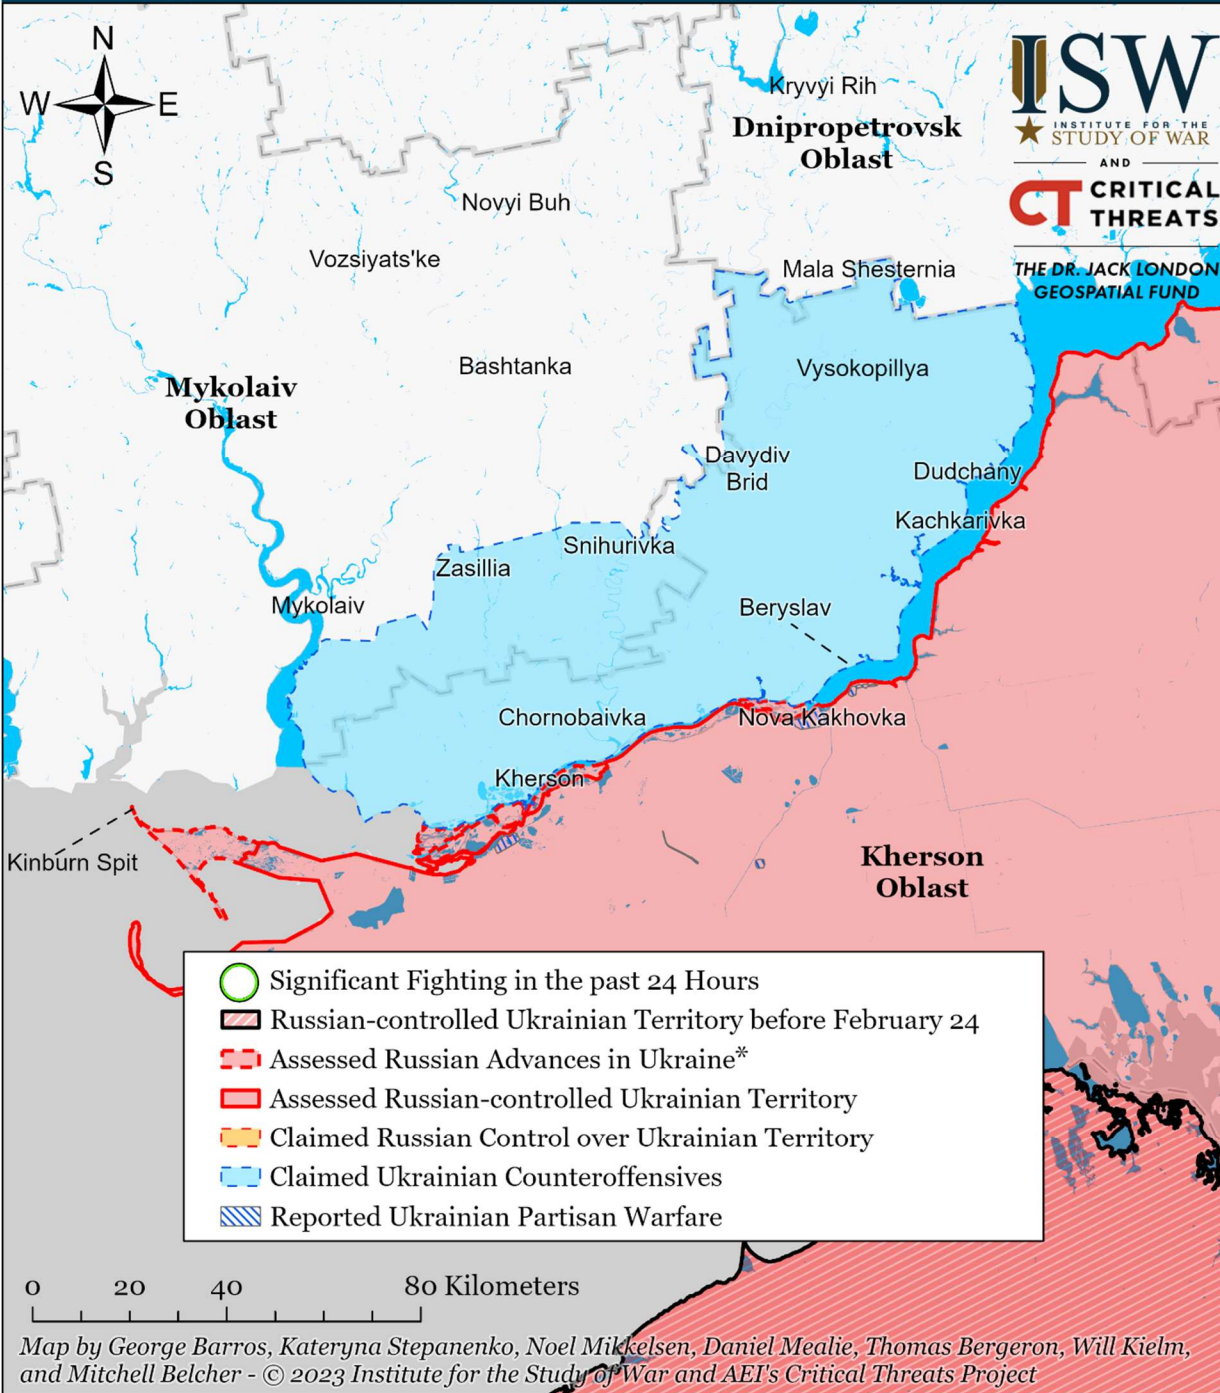 N
W E
S
Kryvyi Rih
Dnipropetrovsk
Oblast
ISW
INSTITUTE FOR THE
STUDY OF WAR
AND
CT CRITICAL
THREATS
THE DR. JACK LONDON
GEOSPATIAL FUND
Novyi Buh
Vozsiyats'ke
Mala Shesternia
Bashtanka
Vysokopillya
Mykolaiv
Oblast
Davydiv
Brid
Dudchany
Kachkarivka
Snihurivka
Zasillia
Mykolaiv
Beryslav
Chornobaivka
Nova Kakhovka
Kherson
Kinburn Spit
Kherson
Oblast
Significant Fighting in the past 24 Hours
Russian-controlled Ukrainian Territory before February 24
Assessed Russian Advances in Ukraine*
Assessed Russian-controlled Ukrainian Territory
Claimed Russian Control over Ukrainian Territory
Claimed Ukrainian Counteroffensives
Reported Ukrainian Partisan Warfare
0 20 40 80 Kilometers
Map by George Barros, Kateryna Stepanenko, Noel Mikkelsen, Daniel Mealie, Thomas Bergeron, Will Kielm,
and Mitchell Belcher - © 2023 Institute for the Study of War and AEI's Critical Threats Project